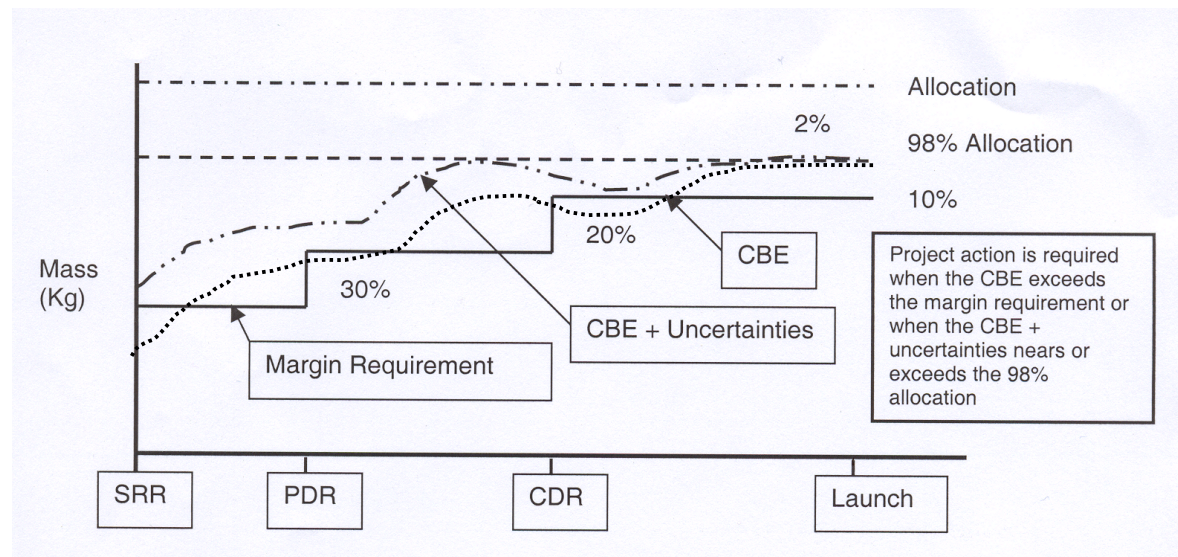 Allocation
2%
98% Allocation
10%
20%
CBE
Mass
(Kg)
30%
CBE + Uncertainties
Margin Requirement
Project action is required
when the CBE exceeds
the margin requirement or
when the CBE +
uncertainties nears or
exceeds the 98%
allocation
SRR
PDR
CDR
Launch